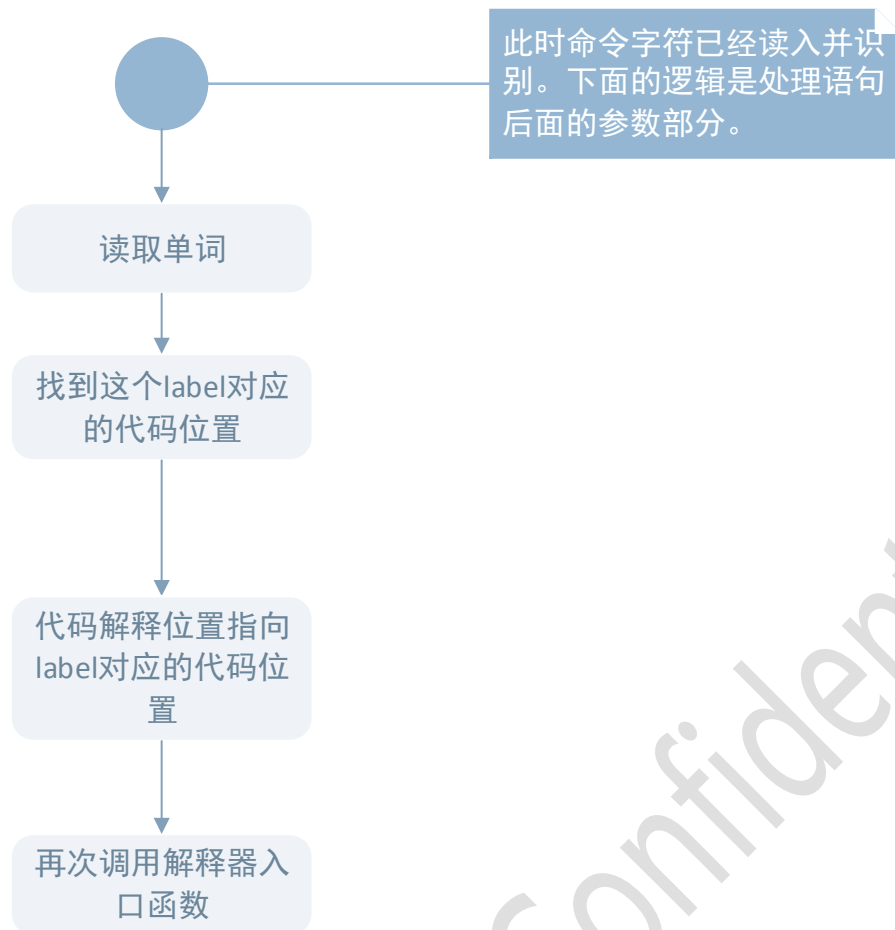 此时命令字符已经读入并识
别。下面的逻辑是处理语句
后面的参数部分。
读取单词
找到这个label对应
的代码位置
代码解释位置指向
label对应的代码位
置
再次调用解释器入
口函数
Confident